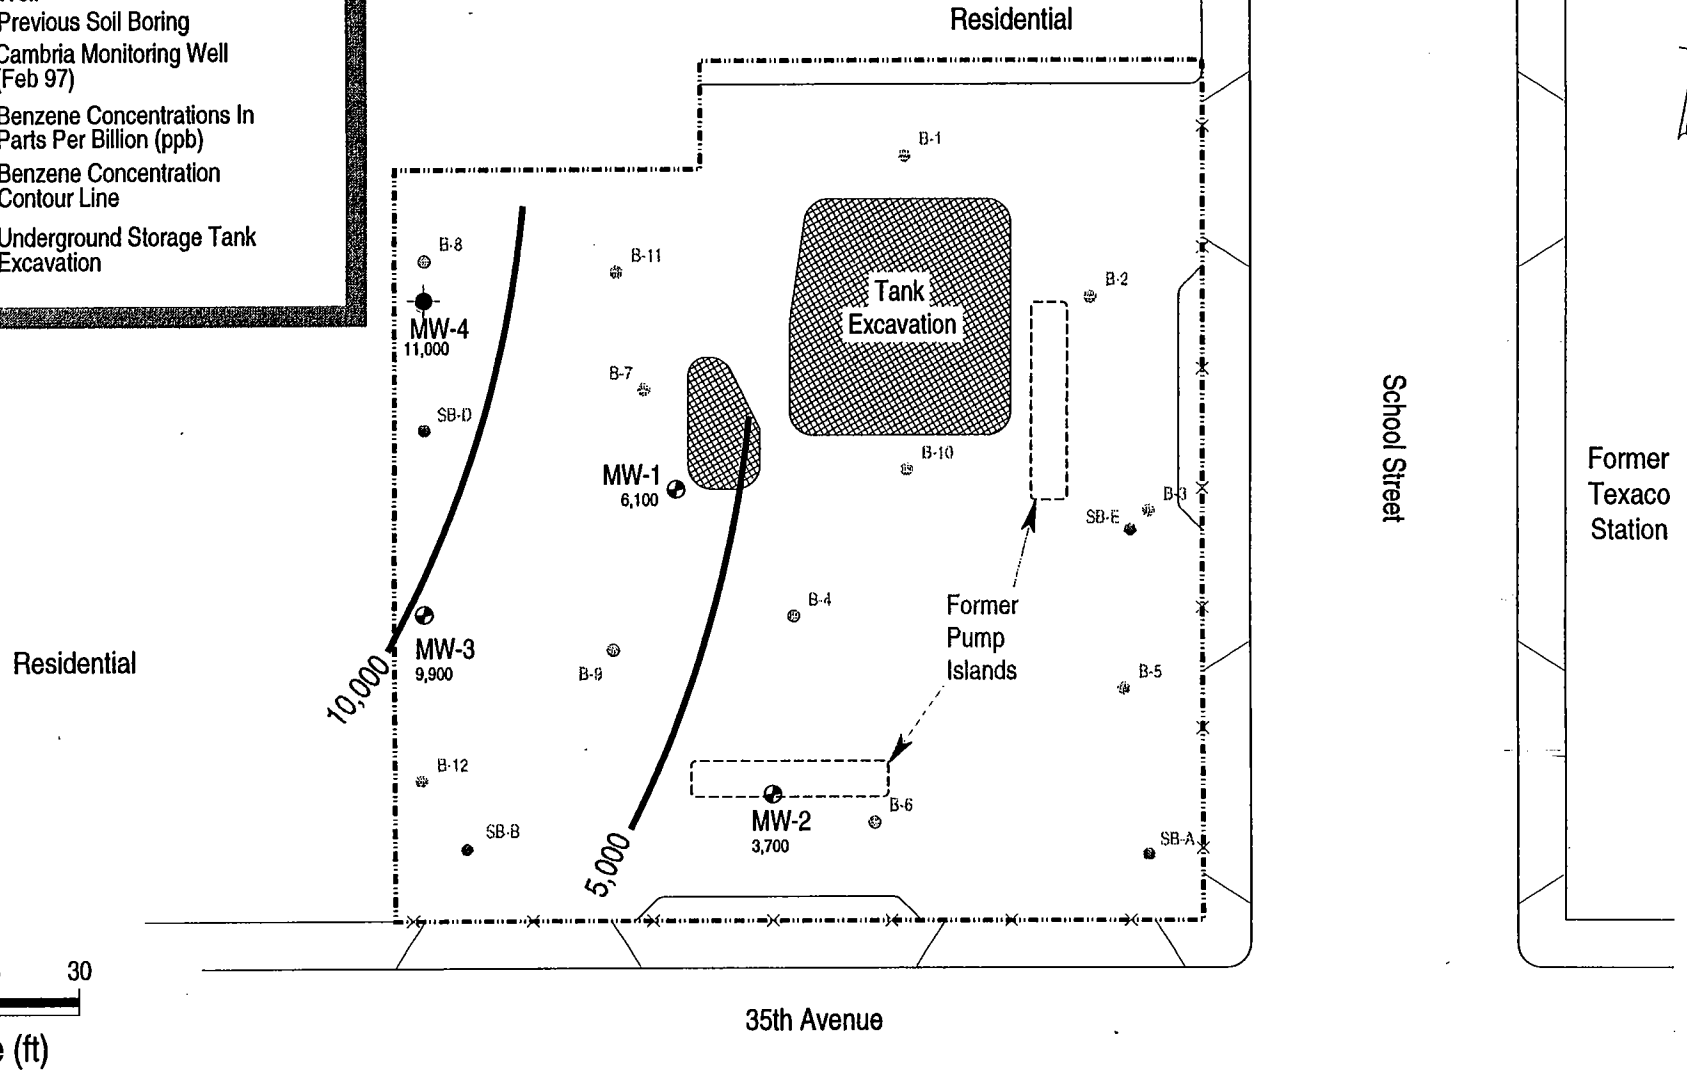 Previous Soil Boring
Cambria Monitoring Well
(Feb 97)
Benzene Concentrations In
Parts Per Billion (ppb)
Benzene Concentration
Contour Line
Underground Storage Tank
Excavation
Residential
B-1
B-8
B-11
B-2
Tank
Excavation
MW-4
11,000
B-7
SB-D
B-10
MW-1
6,100
B-3
SB-E
School Street
Former
Texaco
Station
B-4
Former
Pump
Islands
MW-3
9,900
B-9
B-5
Residential
10,000
B-12
B-6
MW-2
3,700
SB-B
SB-A
5,000
30
(ft)
35th Avenue